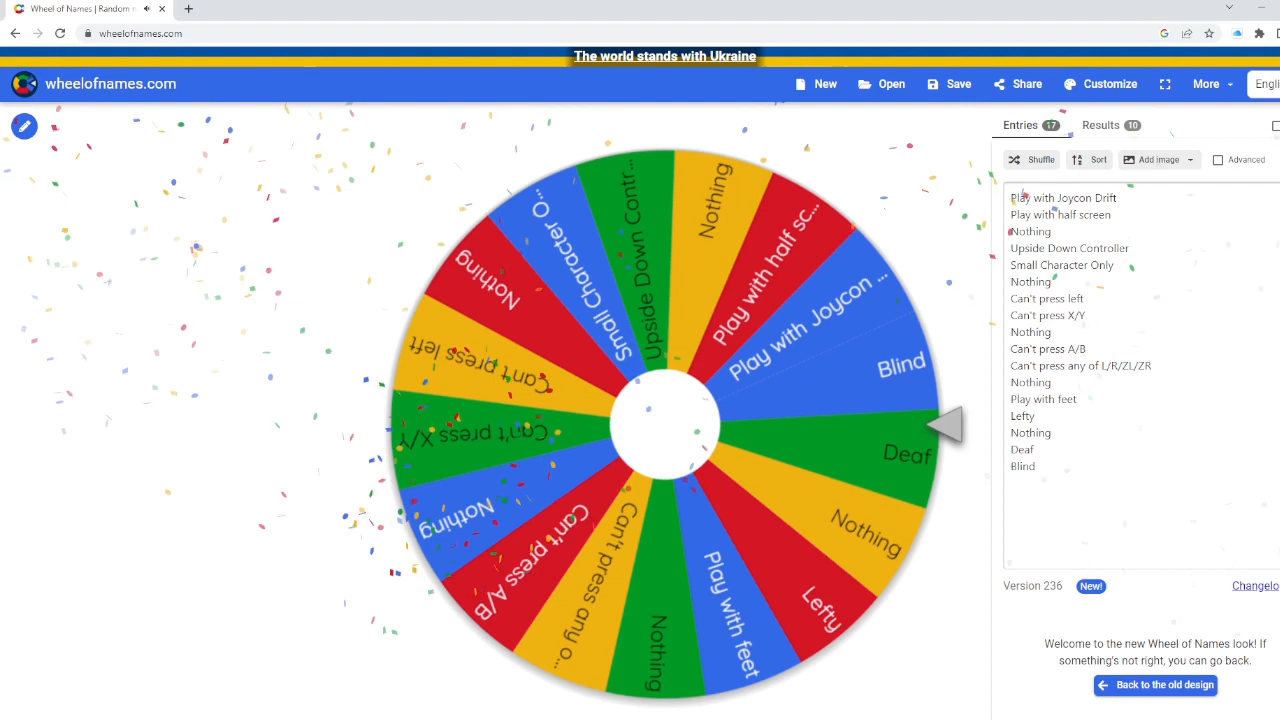 Wheel of Names | Random n
wheelofnames.com
The world stands with Ukraine
wheelofnames.com
New
Open
Save
Share
Customize
More
Engli
Entries 17
Results 10
Shuffle
Sort
Add image
Advanced
Play with Joycon Drift
Play with half screen
Nothing
Upside Down Controller
Small Character Only
Nothing
Can't press left
Can't press X/Y
Nothing
Can't press A/B
Can't press any of L/R/ZL/ZR
Nothing
Play with feet
Lefty
Nothing
Deaf
Blind
Nothing
Play with half sc...
Play with Joycon ...
Blind
Deaf
Nothing
Lefty
Play with feet
Nothing
Can't press any o...
Can't press A/B
Nothing
Can't press X/Y
Can't press left
Nothing
Small Character O...
Upside Down Contr...
Version 236
New!
Changelo
Welcome to the new Wheel of Names look! If
something's not right, you can go back.
Back to the old design